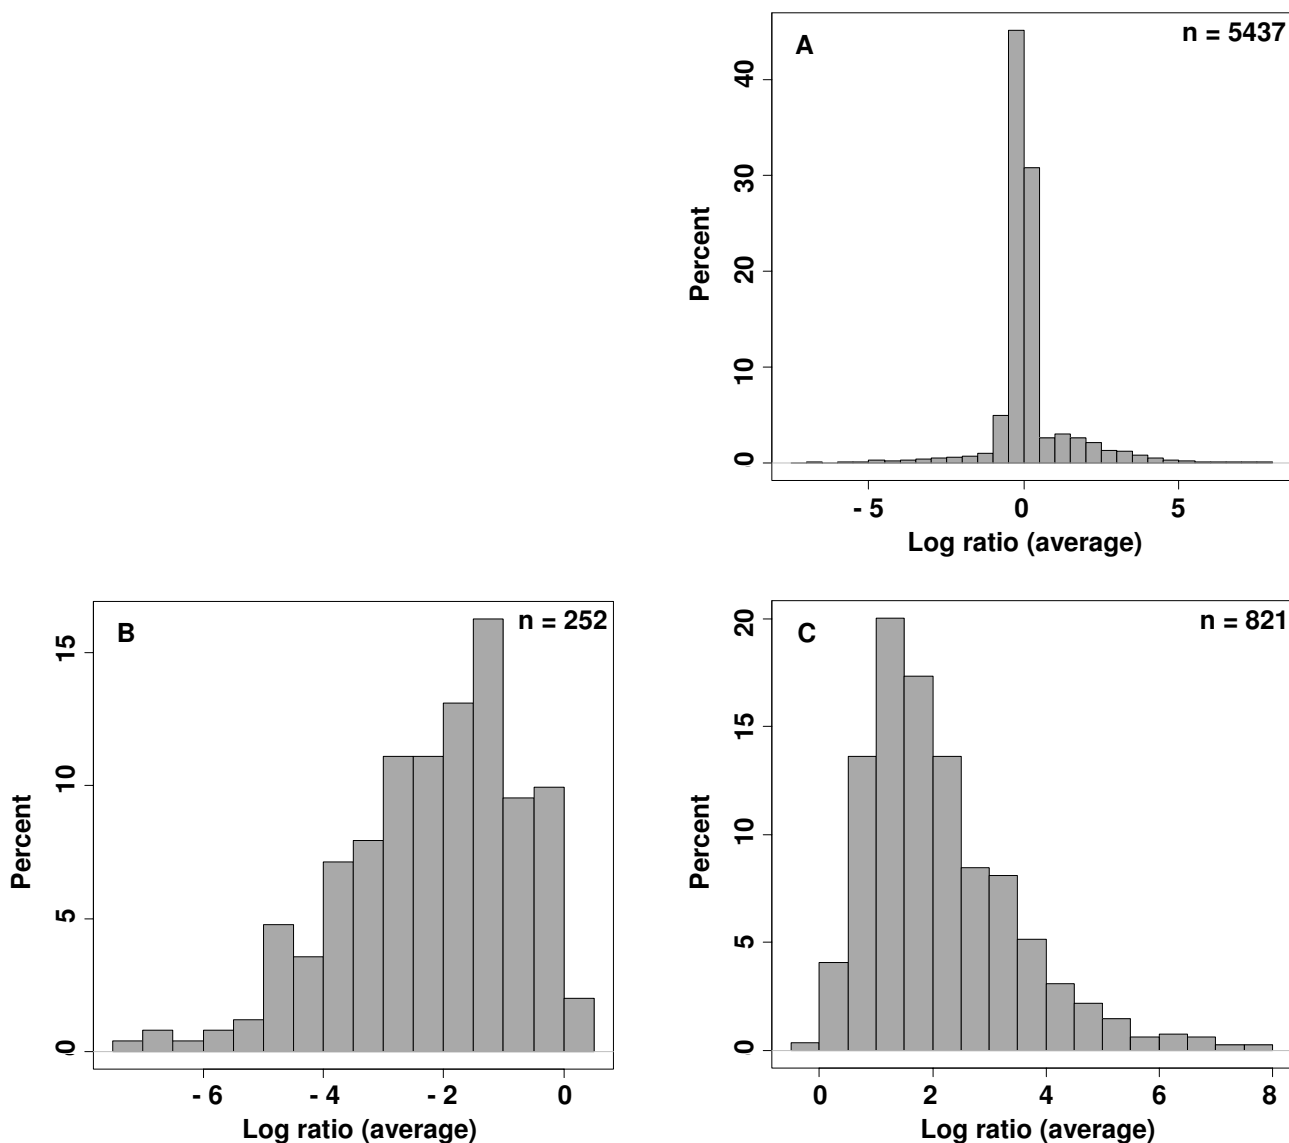 A
n = 5437
Percent
40
30
20
10
0
- 5
0
5
Log ratio (average)
B
n = 252
Percent
15
10
5
0
- 6
- 4
- 2
0
Log ratio (average)
C
n = 821
Percent
20
15
10
5
0
0
2
4
6
8
Log ratio (average)